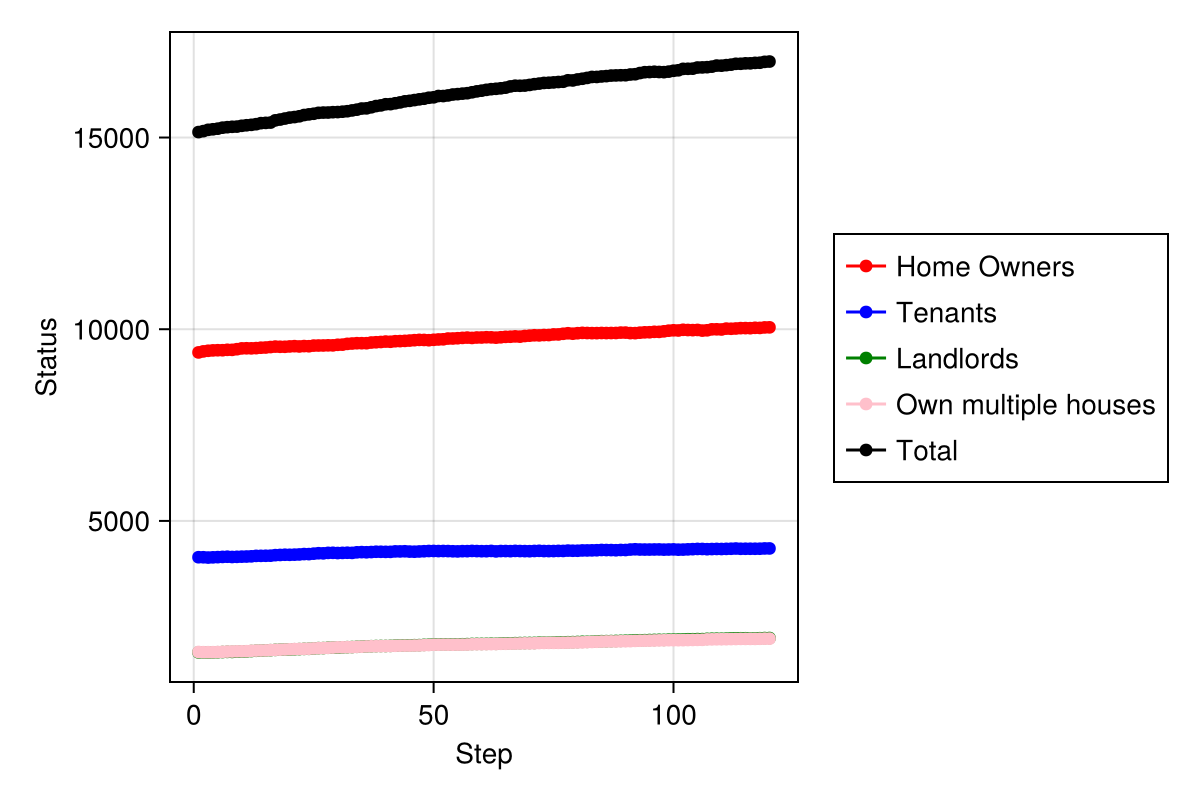 15000
10000
5000
Status
0
50
100
Step
Home Owners
Tenants
Landlords
Own multiple houses
Total